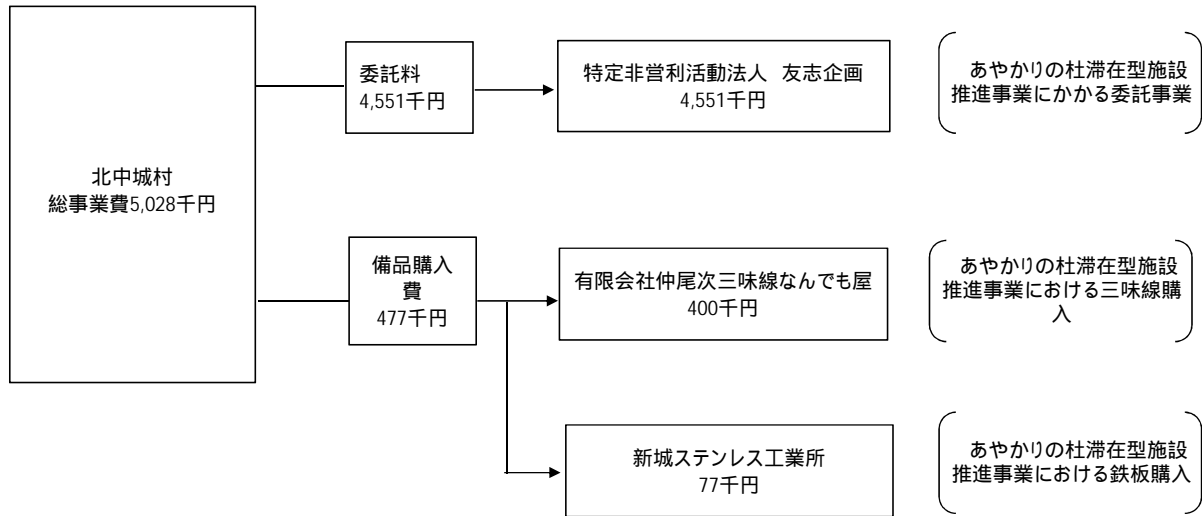 北中城村
総事業費5,028千円
委託料
4,551千円
特定非営利活動法人 友志企画
4,551千円
あやかりの杜滞在型施設
推進事業にかかる委託事業
備品購入
費
477千円
有限会社仲尾次三味線なんでも屋
400千円
あやかりの杜滞在型施設
推進事業における三味線購
入
新城ステンレス工業所
77千円
あやかりの杜滞在型施設
推進事業における鉄板購入